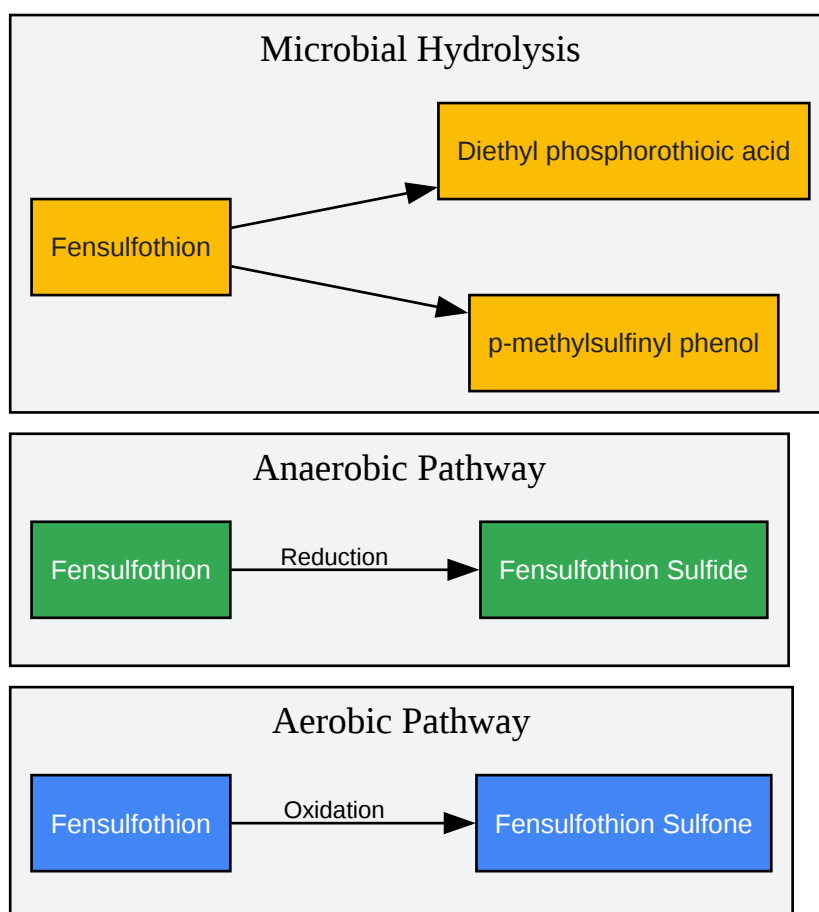 Microbial Hydrolysis
Diethyl phosphorothioic acid
Fensulfothion
p-methylsulfinyl phenol
Anaerobic Pathway
Fensulfothion
Reduction
Fensulfothion Sulfide
Aerobic Pathway
Fensulfothion
Oxidation
Fensulfothion Sulfone